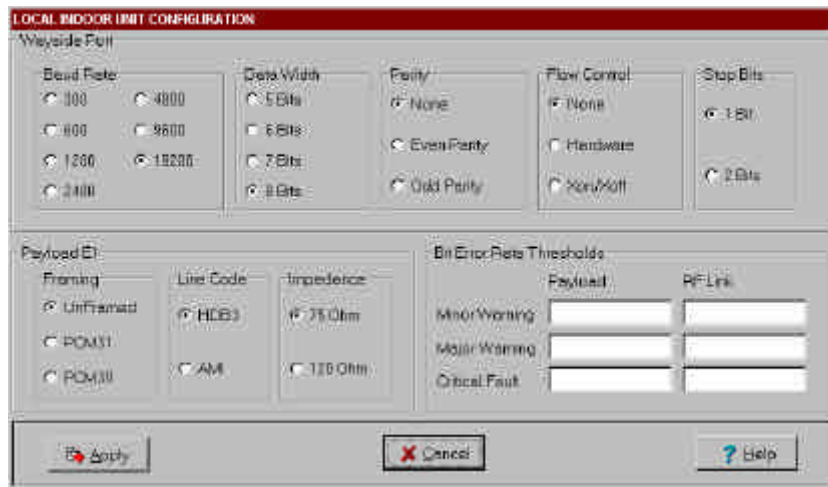 LOCAL INDOOR UNIT CONFIGURATION
Wayside Port
Baud Rate
300
4800
600
9600
1200
19200
2400
Data Width
5 Bits
6 Bits
7 Bits
8 Bits
Parity
None
Even Parity
Odd Parity
Flow Control
None
Hardware
Xon/Xoff
Stop Bits
1 Bit
2 Bits
Payload E1
Framing
UnFramed
PCM31
PCM30
Line Code
HDB3
AMI
Impedence
75 Ohm
120 Ohm
Bit Error Rate Thresholds
Payload
RF Link
Minor Warning
Major Warning
Critical Fault
Apply
Cancel
Help